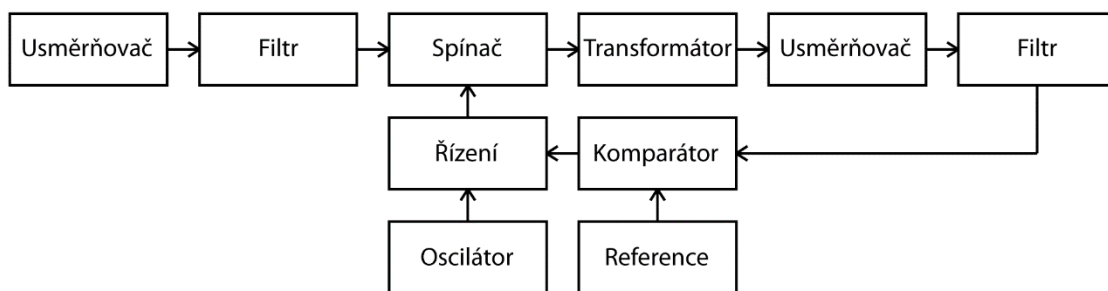 Usměrňovač
Filtr
Spínač
Transformátor
Usměrňovač
Filtr
Řízení
Komparátor
Oscilátor
Reference